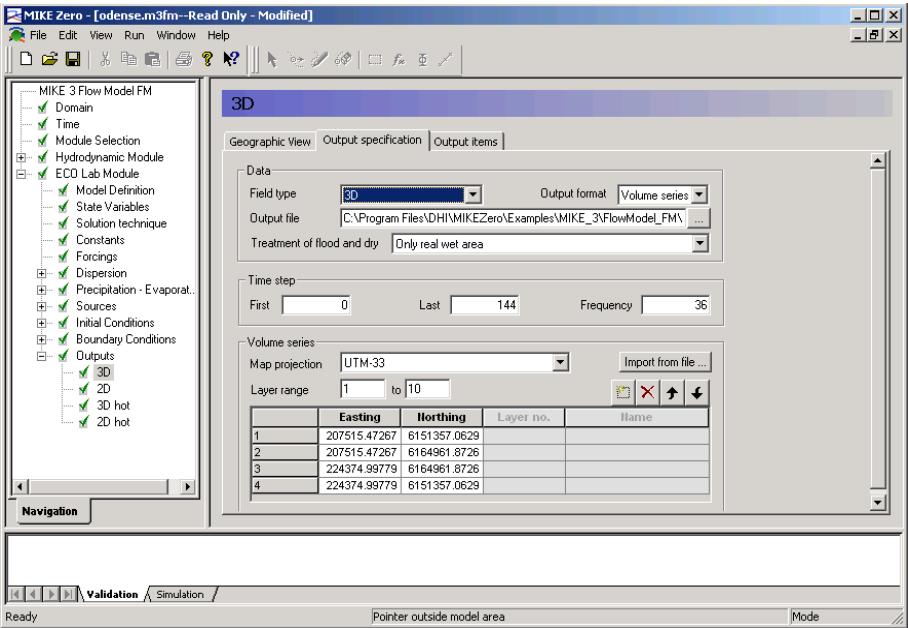 MIKE Zero - [odense.m3fm--Read Only - Modified]
File Edit View Run Window Help
MIKE 3 Flow Model FM
Domain
Time
Module Selection
Hydrodynamic Module
ECO Lab Module
Model Definition
State Variables
Solution technique
Constants
Forcings
Dispersion
Precipitation - Evaporat..
Sources
Initial Conditions
Boundary Conditions
Outputs
3D
2D
3D hot
2D hot
Navigation
3D
Geographic View Output specification Output items
Data
Field type 3D Output format Volume series
Output file C:\Program Files\DHI\MIKEZero\Examples\MIKE_3\FlowModel_FM\ ...
Treatment of flood and dry Only real wet area
Time step
First 0 Last 144 Frequency 36
Volume series
Map projection UTM-33 Import from file ...
Layer range 1 to 10
Easting Northing Layer no. Name
1 207515.47267 6151357.0629
2 207515.47267 6164961.8726
3 224374.99779 6164961.8726
4 224374.99779 6151357.0629
Validation Simulation
Ready Pointer outside model area Mode